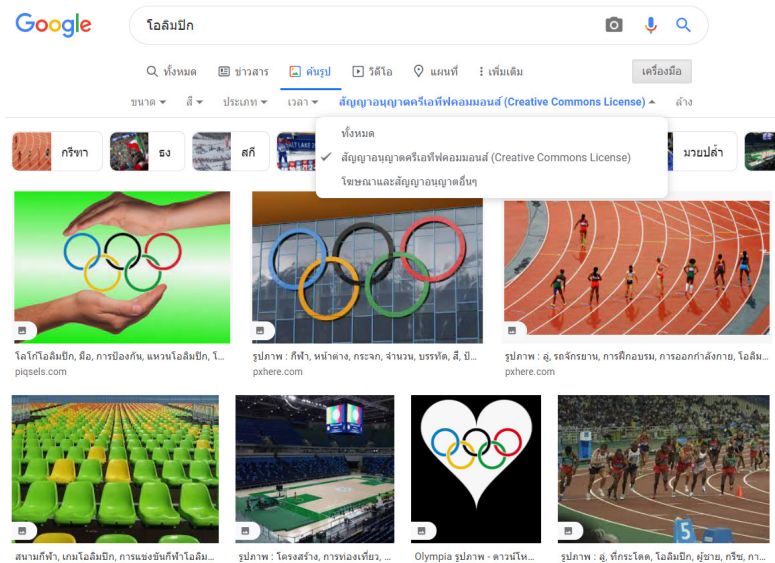 Google
โอลิมปิก
ทั้งหมด ข่าวสาร ค้นรูป วิดีโอ แผนที่ เพิ่มเติม เครื่องมือ
ขนาด สี ประเภท เวลา สัญญาอนุญาตครีเอทีฟคอมมอนส์ (Creative Commons License) ล้าง
ทั้งหมด
สัญญาอนุญาตครีเอทีฟคอมมอนส์ (Creative Commons License)
โฆษณาและสัญญาอนุญาตอื่นๆ
กรีฑา ธง สกี มวยปล้ำ
โลโก้โอลิมปิก, มือ, การป้องกัน, แหวนโอลิมปิก, โ...
piqsels.com
รูปภาพ : กีฬา, หน้าต่าง, กระจก, จำนวน, บรรทัด, สี, ป้...
pxhere.com
รูปภาพ : ลู่, รถจักรยาน, การฝึกอบรม, การออกกำลังกาย, โอลิม...
pxhere.com
สนามกีฬา, เกมโอลิมปิก, การแข่งขันกีฬาโอลิม...
รูปภาพ : โครงสร้าง, การท่องเที่ยว, ...
Olympia รูปภาพ - ดาวน์โห...
รูปภาพ : ลู่, ที่กระโดด, โอลิมปิก, ผู้ชาย, กรีซ, กา...
5